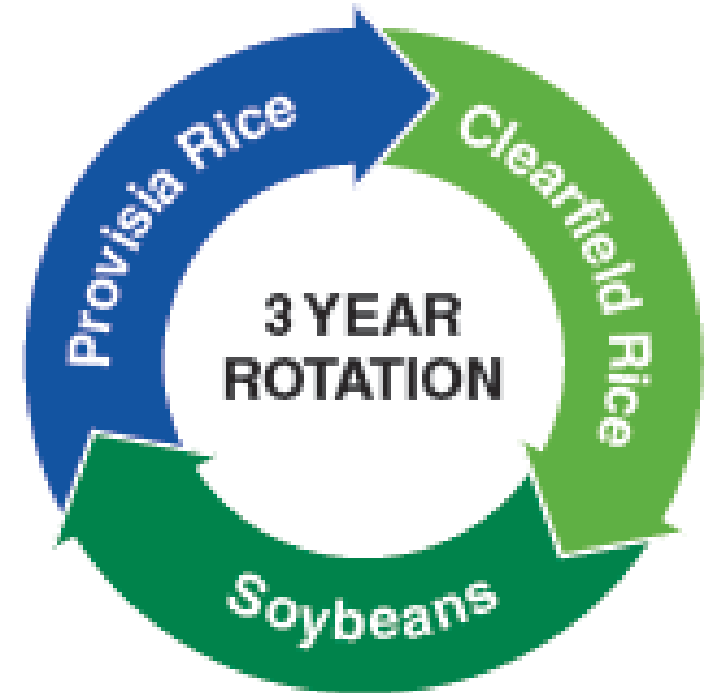 Provisia Rice
Clearfield Rice
3 YEAR
ROTATION
Soybeans